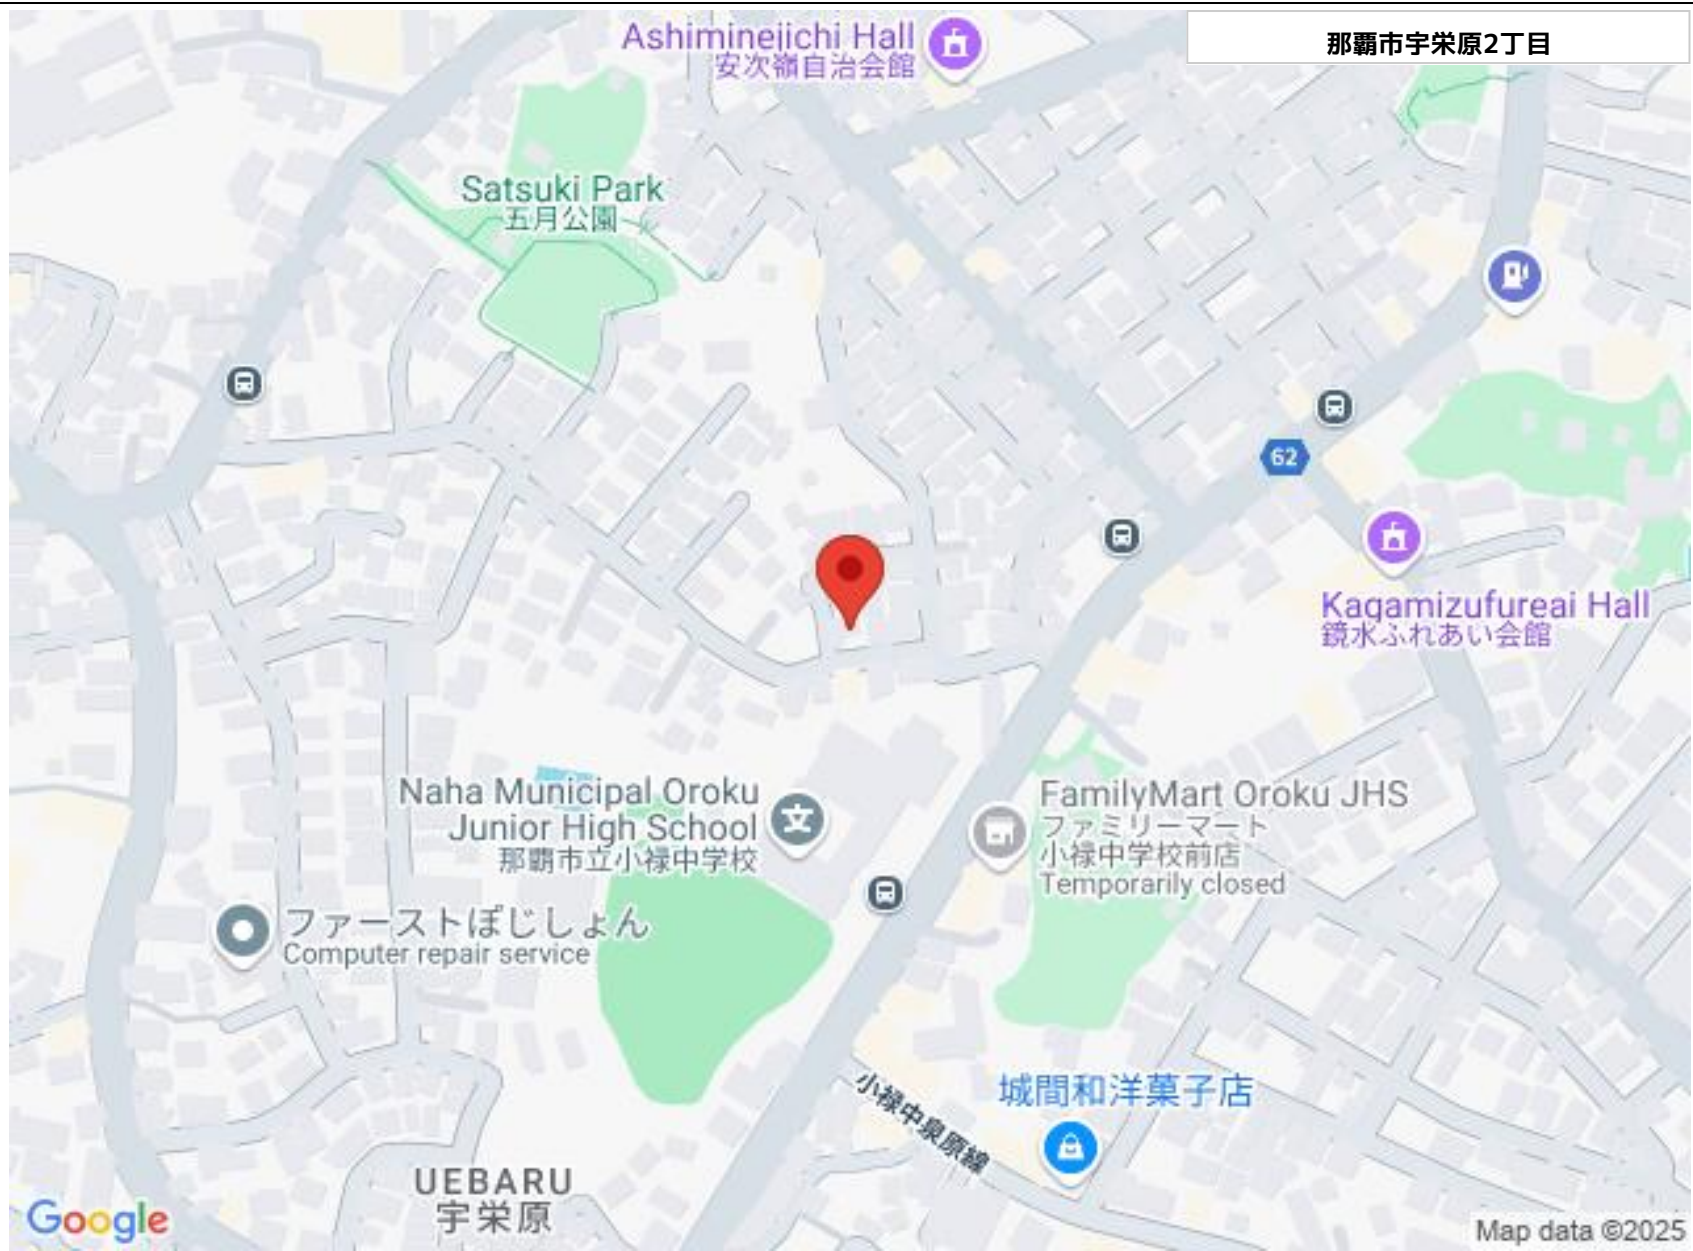 那覇市宇栄原2丁目
Ashiminejichi Hall
安次嶺自治会館
Satsuki Park
五月公園
62
Kagamizufureai Hall
鏡水ふれあい会館
Naha Municipal Oroku
Junior High School
那覇市立小禄中学校
文
FamilyMart Oroku JHS
ファミリーマート
小禄中学校前店
Temporarily closed
ファーストぽじしょん
Computer repair service
城間和洋菓子店
小禄中泉原線
UEBARU
宇栄原
Google
Map data ©2025